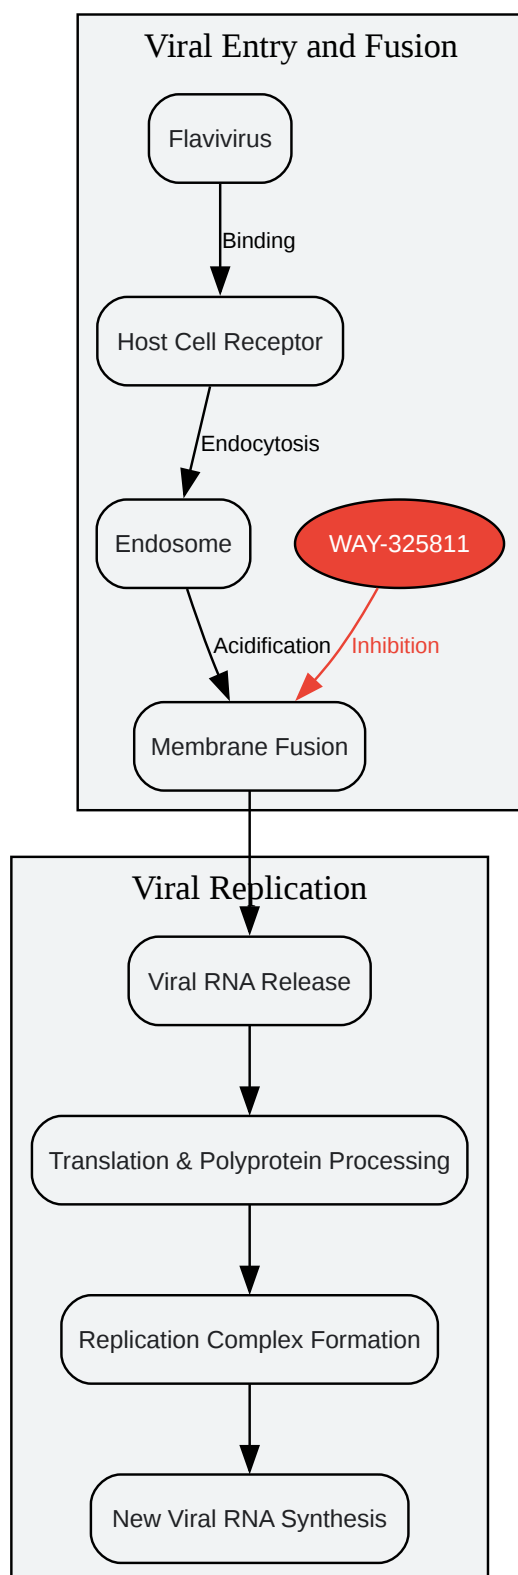 Viral Entry and Fusion
Flavivirus
Binding
Host Cell Receptor
Endocytosis
Endosome
WAY-325811
Acidification
Inhibition
Membrane Fusion
Viral Replication
Viral RNA Release
Translation & Polyprotein Processing
Replication Complex Formation
New Viral RNA Synthesis